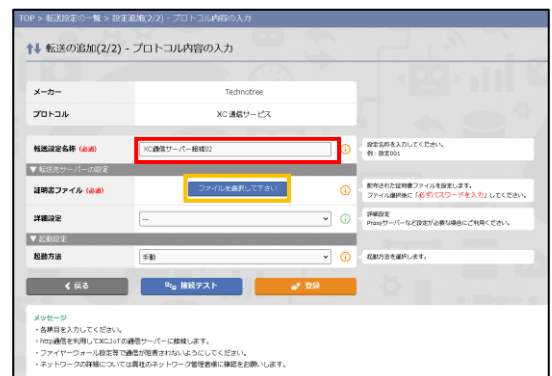 TOP > 転送設定の一覧 > 設定追加(2/2) - プロトコル内容の入力
転送の追加(2/2) - プロトコル内容の入力
メーカー Technotree
プロトコル XC通信サービス
転送設定名称 (必須) XC通信サーバー接続02 設定名称を入力してください。
例：設定001
▼ 転送先サーバーの設定
証明書ファイル (必須) ファイルを選択して下さい 配布された証明書ファイルを設定します。
ファイル選択後に「必ずパスワードを入力」してください。
詳細設定 --- 詳細設定
Proxyサーバーなど設定が必要な場合にご利用ください。
▼ 起動設定
起動方法 手動 起動方法を選択します。
戻る 接続テスト 登録
メッセージ
・各項目を入力してください。
・http通信を利用してXC.IoTの通信サーバーに接続します。
・ファイヤーウォール設定等で通信が阻害されないようにしてください。
・ネットワークの詳細については貴社のネットワーク管理者様に確認をお願いします。